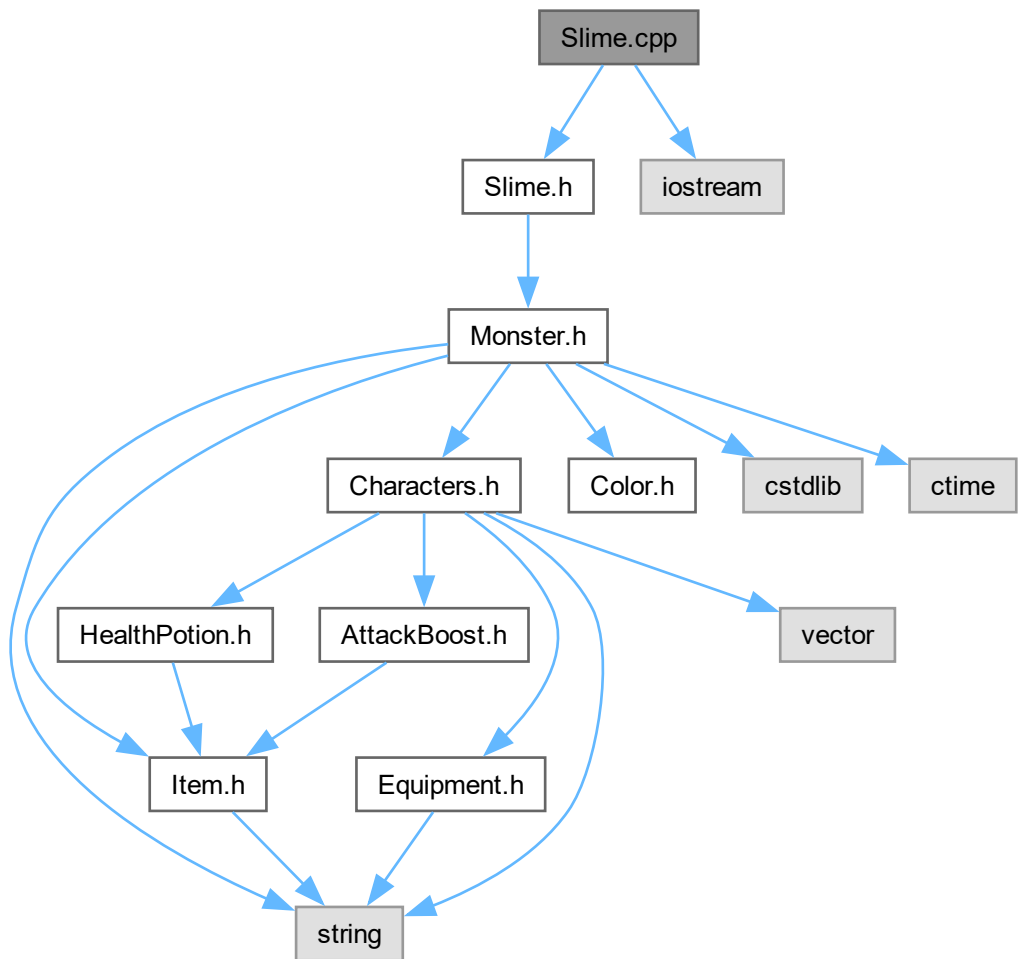 Slime.cpp
Slime.h
iostream
Monster.h
Characters.h
Color.h
cstdlib
ctime
HealthPotion.h
AttackBoost.h
vector
Item.h
Equipment.h
string